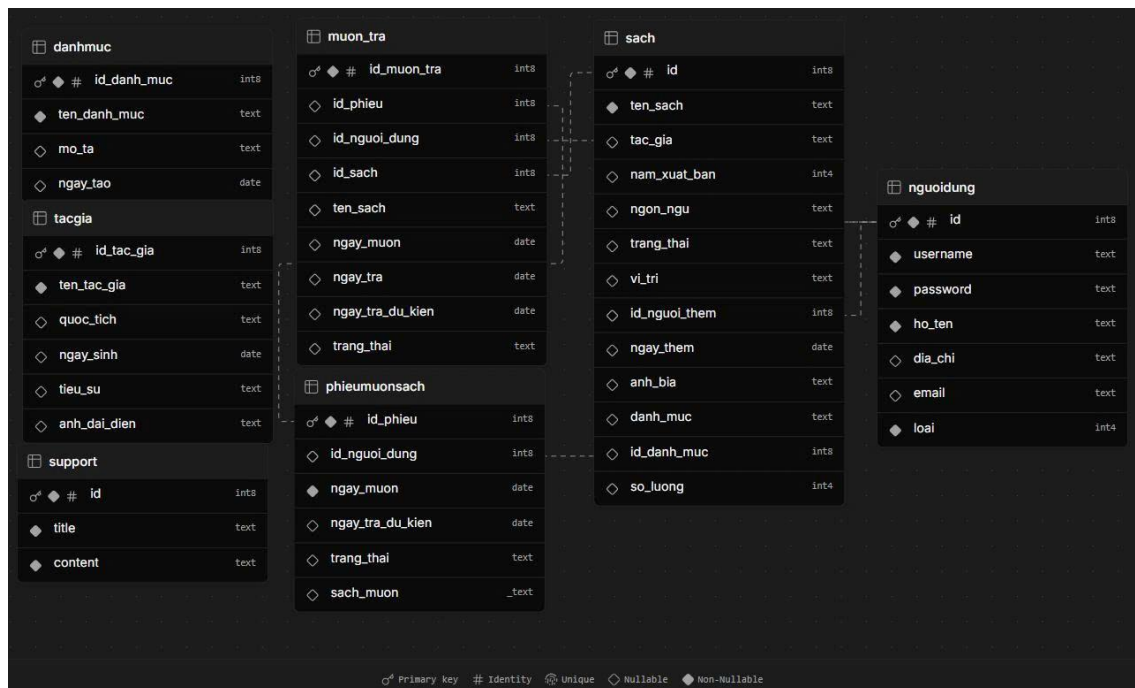 danhmuc
id_danh_muc int8
ten_danh_muc text
mo_ta text
ngay_tao date
tacgia
id_tac_gia int8
ten_tac_gia text
quoc_tich text
ngay_sinh date
tieu_su text
anh_dai_dien text
support
id int8
title text
content text
muon_tra
id_muon_tra int8
id_phieu int8
id_nguoi_dung int8
id_sach int8
ten_sach text
ngay_muon date
ngay_tra date
ngay_tra_du_kien date
trang_thai text
phieumuonsach
id_phieu int8
id_nguoi_dung int8
ngay_muon date
ngay_tra_du_kien date
trang_thai text
sach_muon _text
sach
id int8
ten_sach text
tac_gia text
nam_xuat_ban int4
ngon_ngu text
trang_thai text
vi_tri text
id_nguoi_them int8
ngay_them date
anh_bia text
danh_muc text
id_danh_muc int8
so_luong int4
nguoidung
id int8
username text
password text
ho_ten text
dia_chi text
email text
loai int4
Primary key # Identity Unique Nullable Non-Nullable